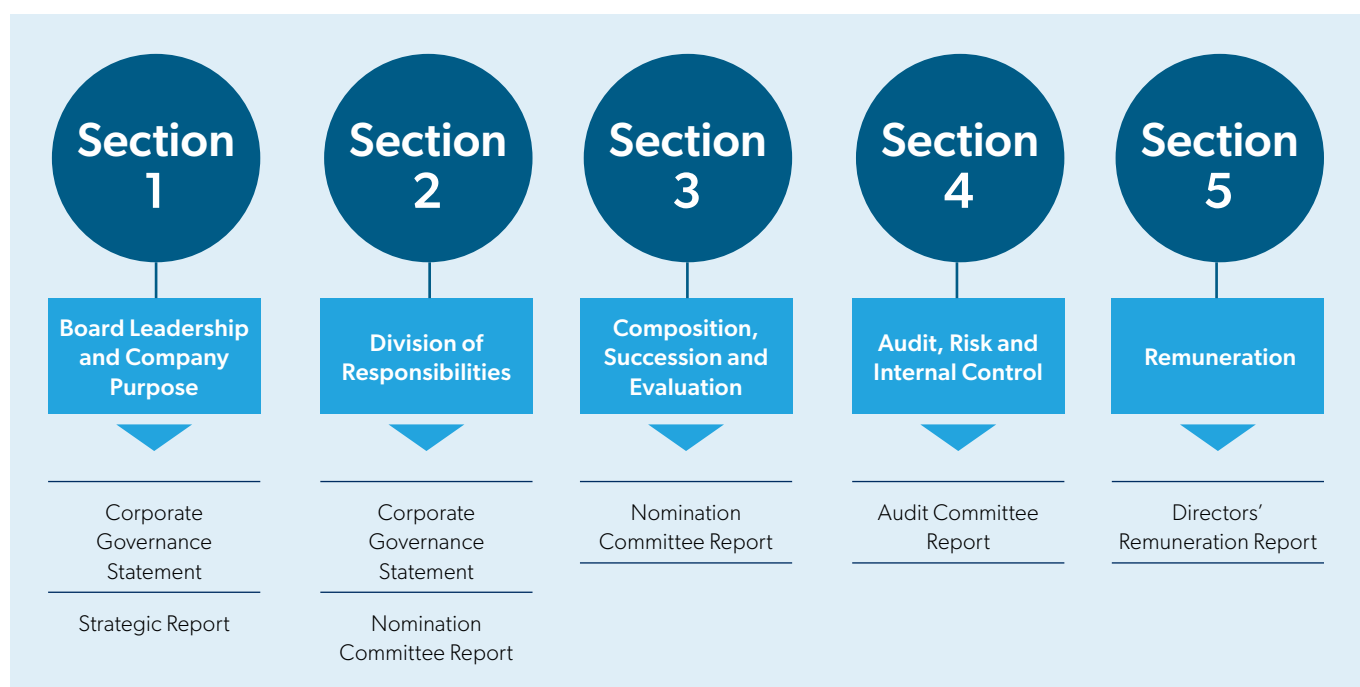 Section
1
Board Leadership
and Company
Purpose
Corporate
Governance
Statement
Strategic Report
Section
2
Division of
Responsibilities
Corporate
Governance
Statement
Nomination
Committee Report
Section
3
Composition,
Succession and
Evaluation
Nomination
Committee Report
Section
4
Audit, Risk and
Internal Control
Audit Committee
Report
Section
5
Remuneration
Directors’
Remuneration Report